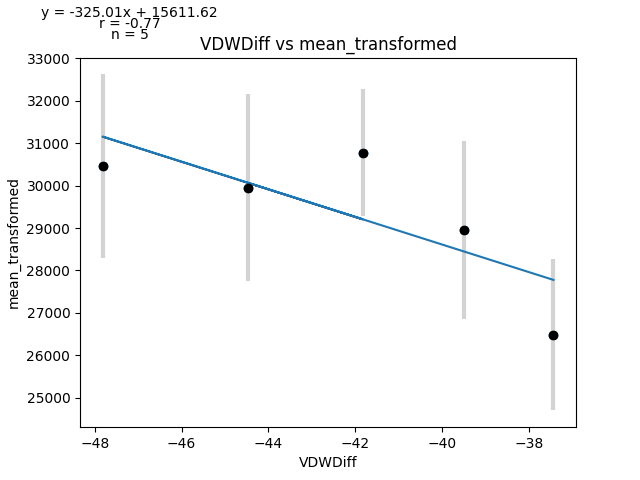 y = -325.01x + 15611.62
r = -0.77
n = 5
VDWDiff vs mean_transformed
33000
32000
31000
30000
29000
28000
27000
26000
25000
mean_transformed
−48
−46
−44
−42
−40
−38
VDWDiff